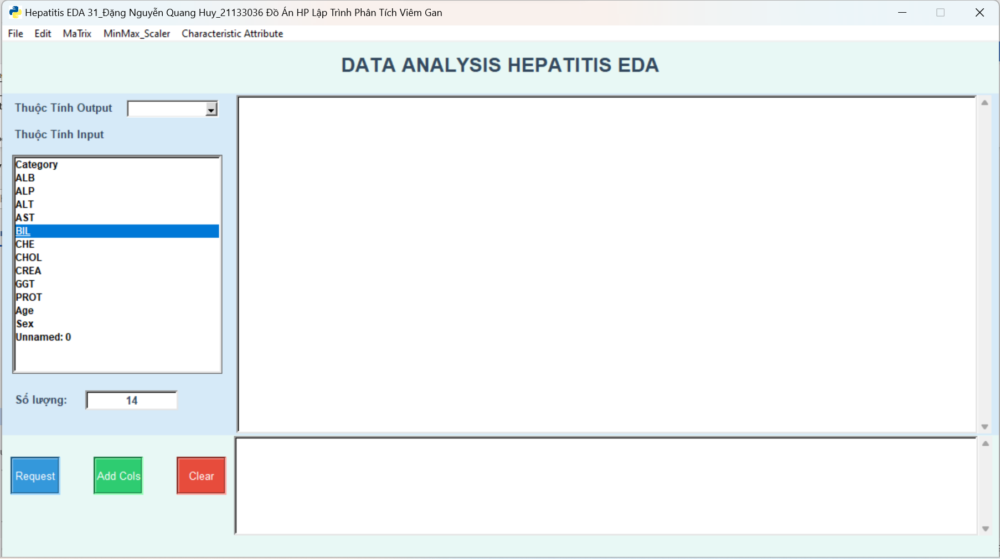 Hepatitis EDA 31_Đặng Nguyễn Quang Huy_21133036 Đồ Án HP Lập Trình Phân Tích Viêm Gan
File Edit MaTrix MinMax_Scaler Characteristic Attribute
DATA ANALYSIS HEPATITIS EDA
Thuộc Tính Output
Thuộc Tính Input
Category
ALB
ALP
ALT
AST
BIL
CHE
CHOL
CREA
GGT
PROT
Age
Sex
Unnamed: 0
Số lượng: 14
Request Add Cols Clear